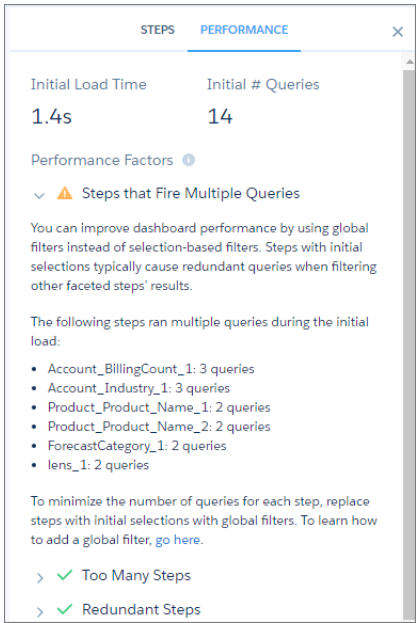 STEPS PERFORMANCE ×
Initial Load Time Initial # Queries
1.4s 14
Performance Factors i
Steps that Fire Multiple Queries
You can improve dashboard performance by using global
filters instead of selection-based filters. Steps with initial
selections typically cause redundant queries when filtering
other faceted steps' results.
The following steps ran multiple queries during the initial
load:
• Account_BillingCount_1: 3 queries
• Account_Industry_1: 3 queries
• Product_Product_Name_1: 2 queries
• Product_Product_Name_2: 2 queries
• ForecastCategory_1: 2 queries
• lens_1: 2 queries
To minimize the number of queries for each step, replace
steps with initial selections with global filters. To learn how
to add a global filter, go here.
Too Many Steps
Redundant Steps